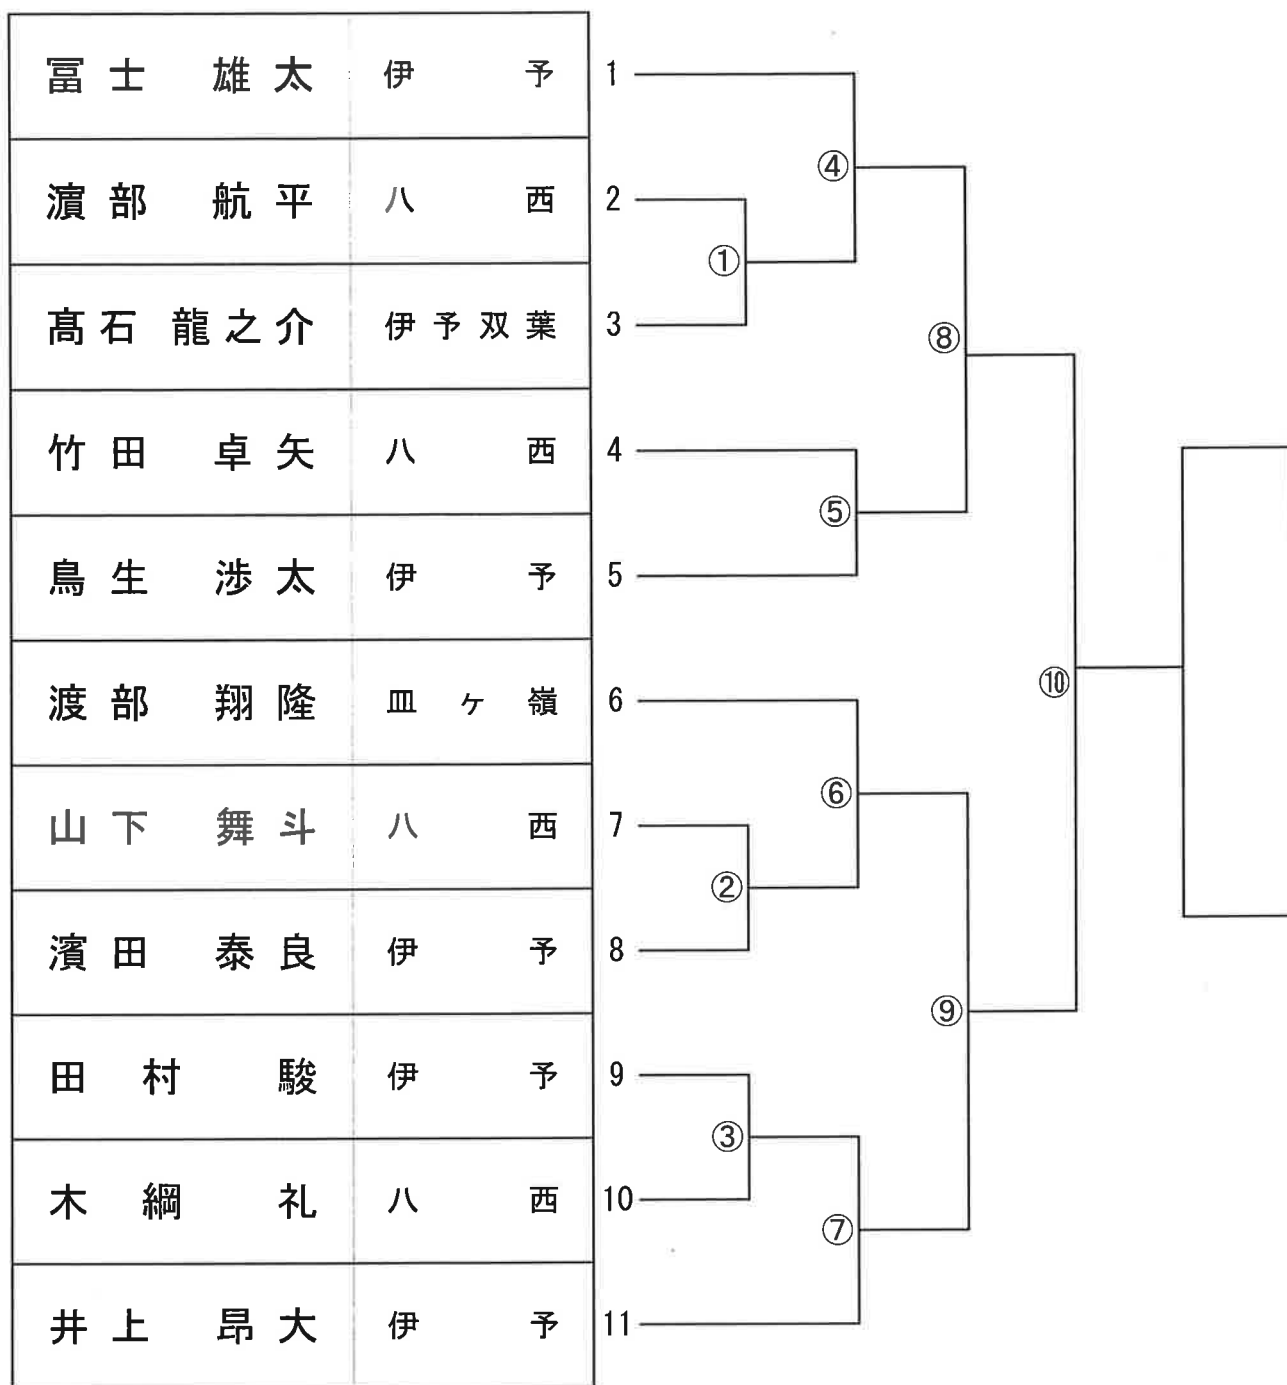 冨士 雄太 伊予 1
④
濵部 航平 八西 2
①
髙石 龍之介 伊予双葉 3
⑧
竹田 卓矢 八西 4
⑤
鳥生 渉太 伊予 5
⑩
渡部 翔隆 皿ヶ嶺 6
⑥
山下 舞斗 八西 7
②
濱田 泰良 伊予 8
⑨
田村 駿 伊予 9
③
木綱 礼 八西 10
⑦
井上 昂大 伊予 11